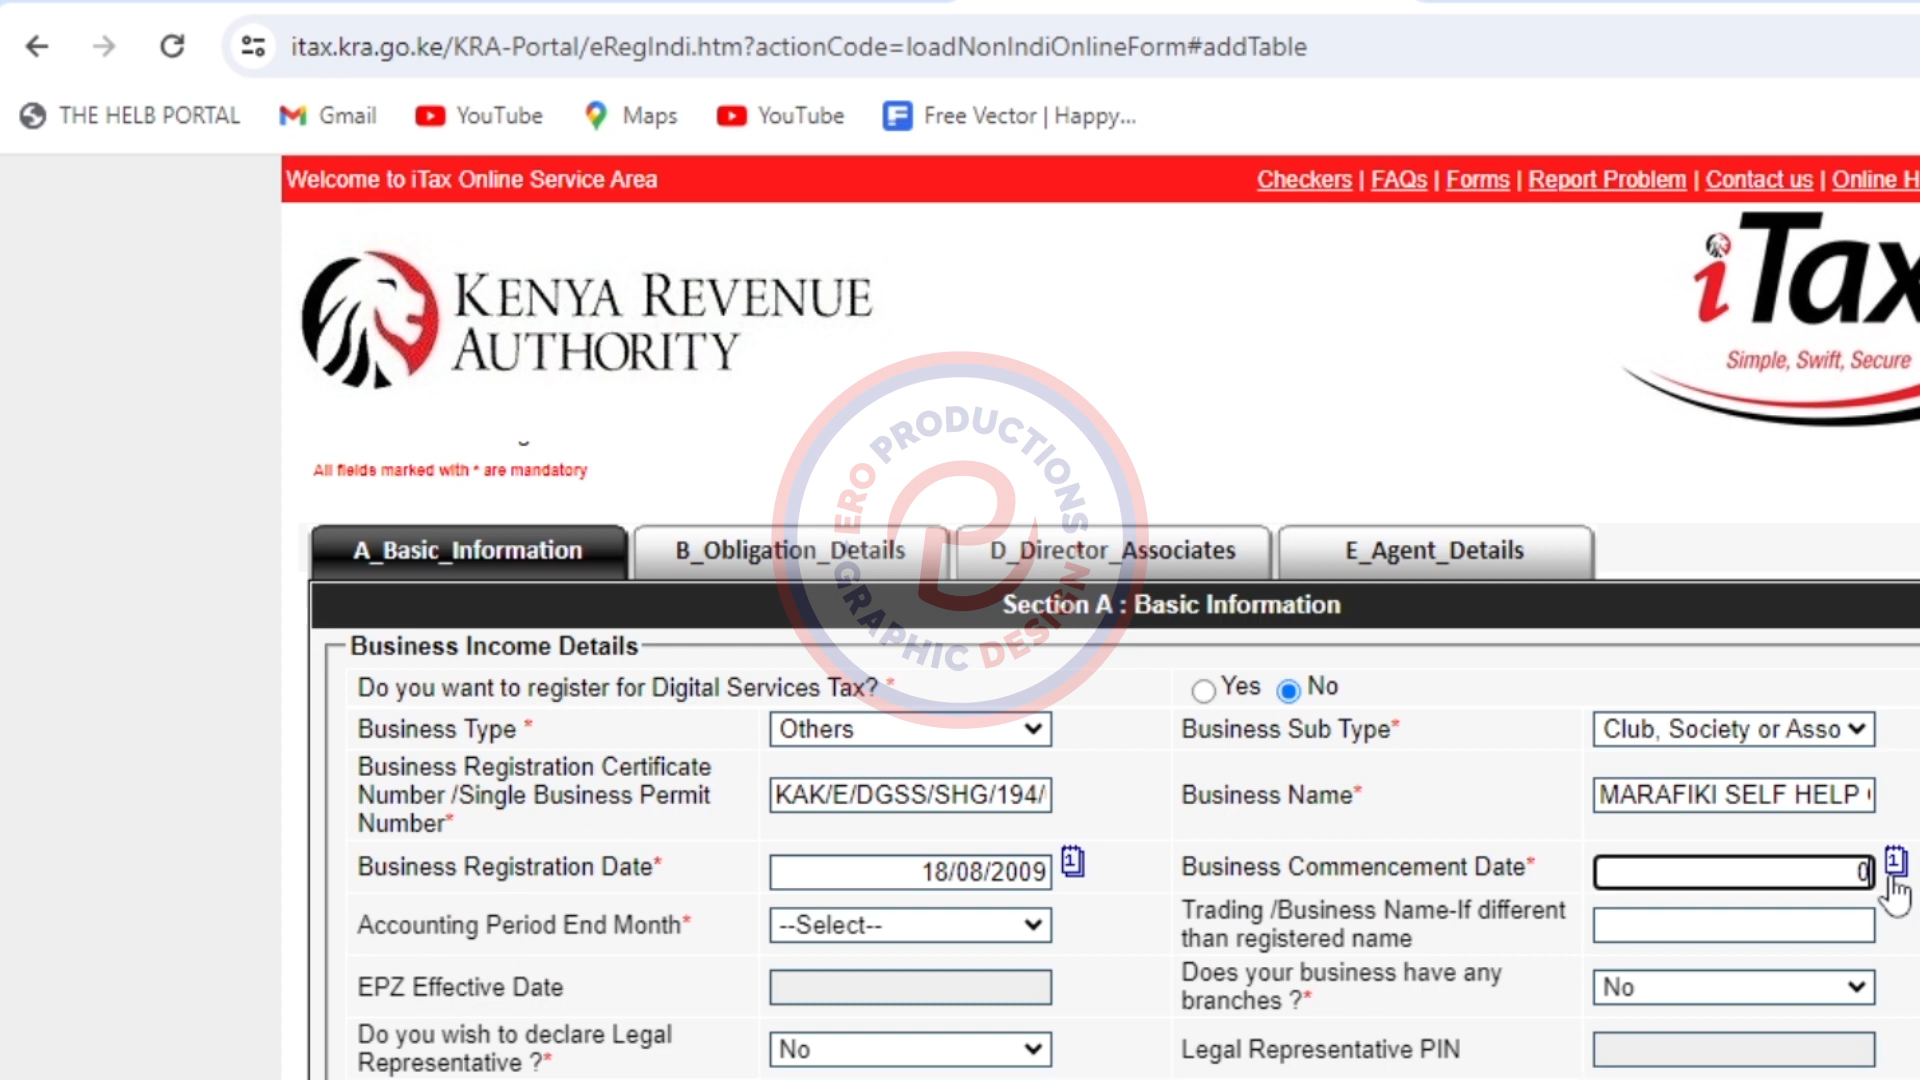 itax.kra.go.ke/KRA-Portal/eRegIndi.htm?actionCode=loadNonIndiOnlineForm#addTable
THE HELB PORTAL Gmail YouTube Maps YouTube Free Vector | Happy...
Welcome to iTax Online Service Area Checkers | FAQs | Forms | Report Problem | Contact us | Online H
KENYA REVENUE
AUTHORITY
iTax
Simple, Swift, Secure
All fields marked with * are mandatory
ERO PRODUCTIONS
GRAPHIC DESIGN
A_Basic_Information B_Obligation_Details D_Director_Associates E_Agent_Details
Section A : Basic Information
Business Income Details
Do you want to register for Digital Services Tax? * Yes No
Business Type * Others Business Sub Type* Club, Society or Asso
Business Registration Certificate
Number /Single Business Permit
Number* KAK/E/DGSS/SHG/194/ Business Name* MARAFIKI SELF HELP
Business Registration Date* 18/08/2009 1 Business Commencement Date* 0 1
Accounting Period End Month* --Select-- Trading /Business Name-If different
than registered name
EPZ Effective Date Does your business have any
branches ?* No
Do you wish to declare Legal
Representative ?* No Legal Representative PIN